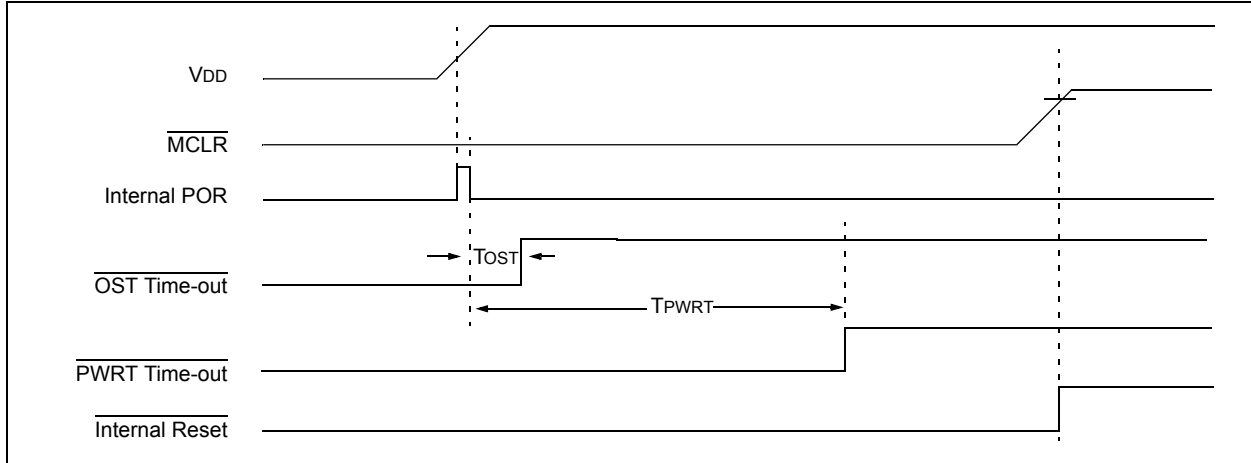 VDD
MCLR
Internal POR
TOST
OST Time-out
TPWRT
PWRT Time-out
Internal Reset